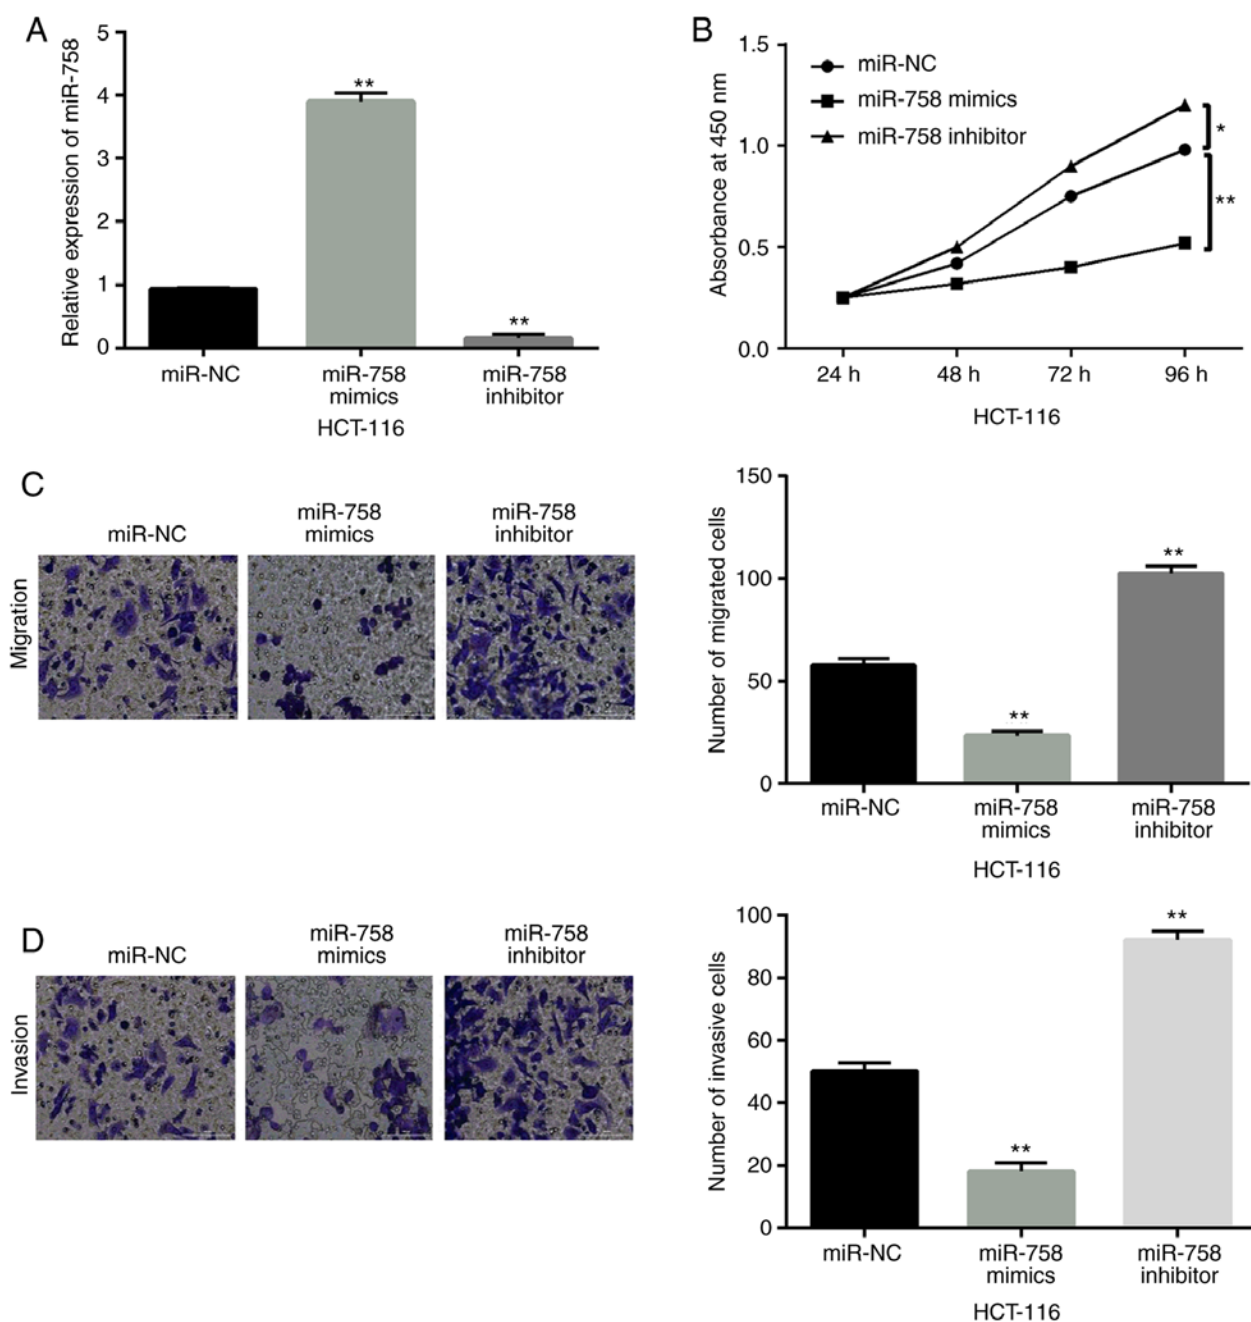 A
Relative expression of miR-758
5
4
3
2
1
0
**
**
miR-NC
miR-758
mimics
miR-758
inhibitor
HCT-116
B
Absorbance at 450 nm
1.5
1.0
0.5
0.0
miR-NC
miR-758 mimics
miR-758 inhibitor
*
**
24 h
48 h
72 h
96 h
HCT-116
C
miR-NC
miR-758
mimics
miR-758
inhibitor
Migration
Number of migrated cells
150
100
50
0
**
**
miR-NC
miR-758
mimics
miR-758
inhibitor
HCT-116
D
miR-NC
miR-758
mimics
miR-758
inhibitor
Invasion
Number of invasive cells
100
80
60
40
20
0
**
**
miR-NC
miR-758
mimics
miR-758
inhibitor
HCT-116